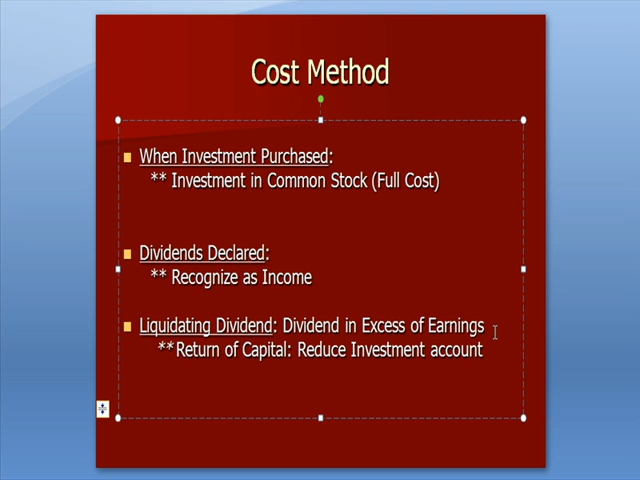 Cost Method
When Investment Purchased:
** Investment in Common Stock (Full Cost)
Dividends Declared:
** Recognize as Income
Liquidating Dividend: Dividend in Excess of Earnings
**Return of Capital: Reduce Investment account